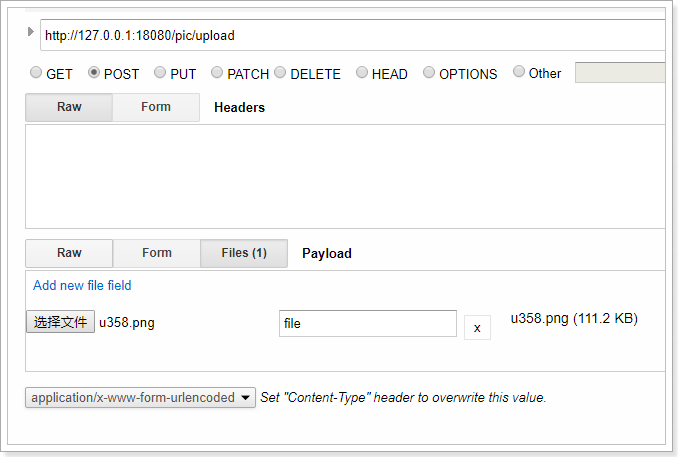 http://127.0.0.1:18080/pic/upload
GET POST PUT PATCH DELETE HEAD OPTIONS Other
Raw Form Headers
Raw Form Files (1) Payload
Add new file field
选择文件 u358.png file x u358.png (111.2 KB)
application/x-www-form-urlencoded Set "Content-Type" header to overwrite this value.